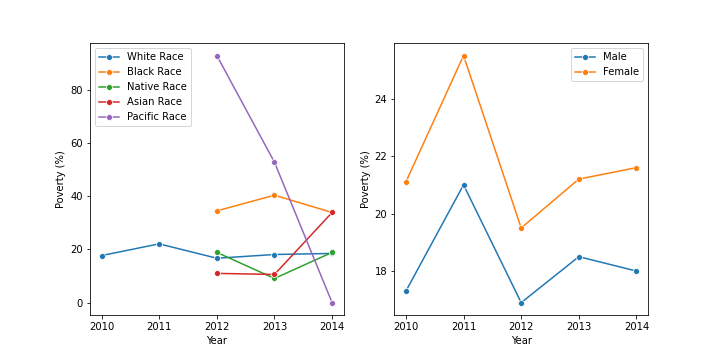 White Race
Black Race
Native Race
Asian Race
Pacific Race
Poverty (%)
80
60
40
20
0
2010 2011 2012 2013 2014
Year
Male
Female
Poverty (%)
24
22
20
18
2010 2011 2012 2013 2014
Year